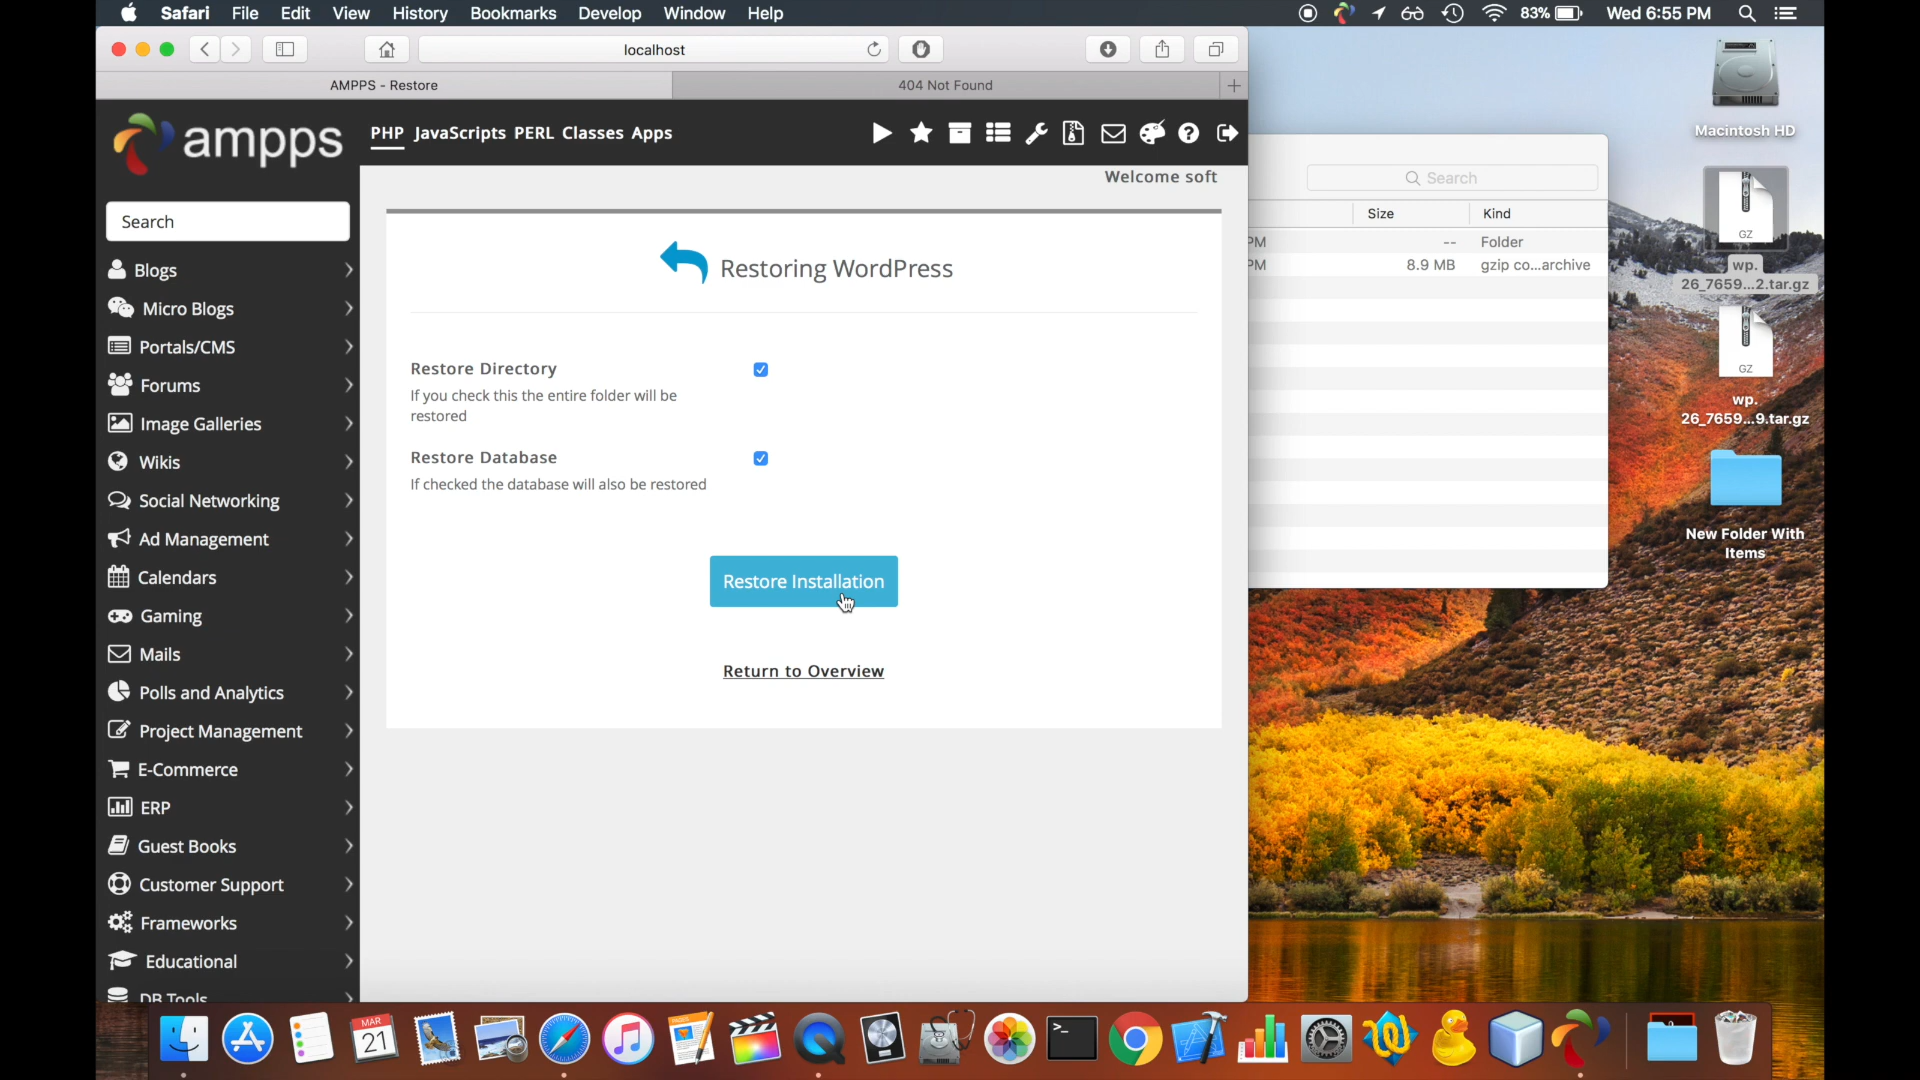 Safari File Edit View History Bookmarks Develop Window Help
83% Wed 6:55 PM
localhost
AMPPS - Restore
404 Not Found
ampps
PHP JavaScripts PERL Classes Apps
Welcome soft
Search
Blogs
Micro Blogs
Portals/CMS
Forums
Image Galleries
Wikis
Social Networking
Ad Management
Calendars
Gaming
Mails
Polls and Analytics
Project Management
E-Commerce
ERP
Guest Books
Customer Support
Frameworks
Educational
DB Tools
Restoring WordPress
Restore Directory
If you check this the entire folder will be
restored
Restore Database
If checked the database will also be restored
Restore Installation
Return to Overview
Search
Size Kind
PM -- Folder
PM 8.9 MB gzip co...archive
Macintosh HD
GZ
wp.
26_7659...2.tar.gz
GZ
wp.
26_7659...9.tar.gz
New Folder With
Items
MAR
21
>_